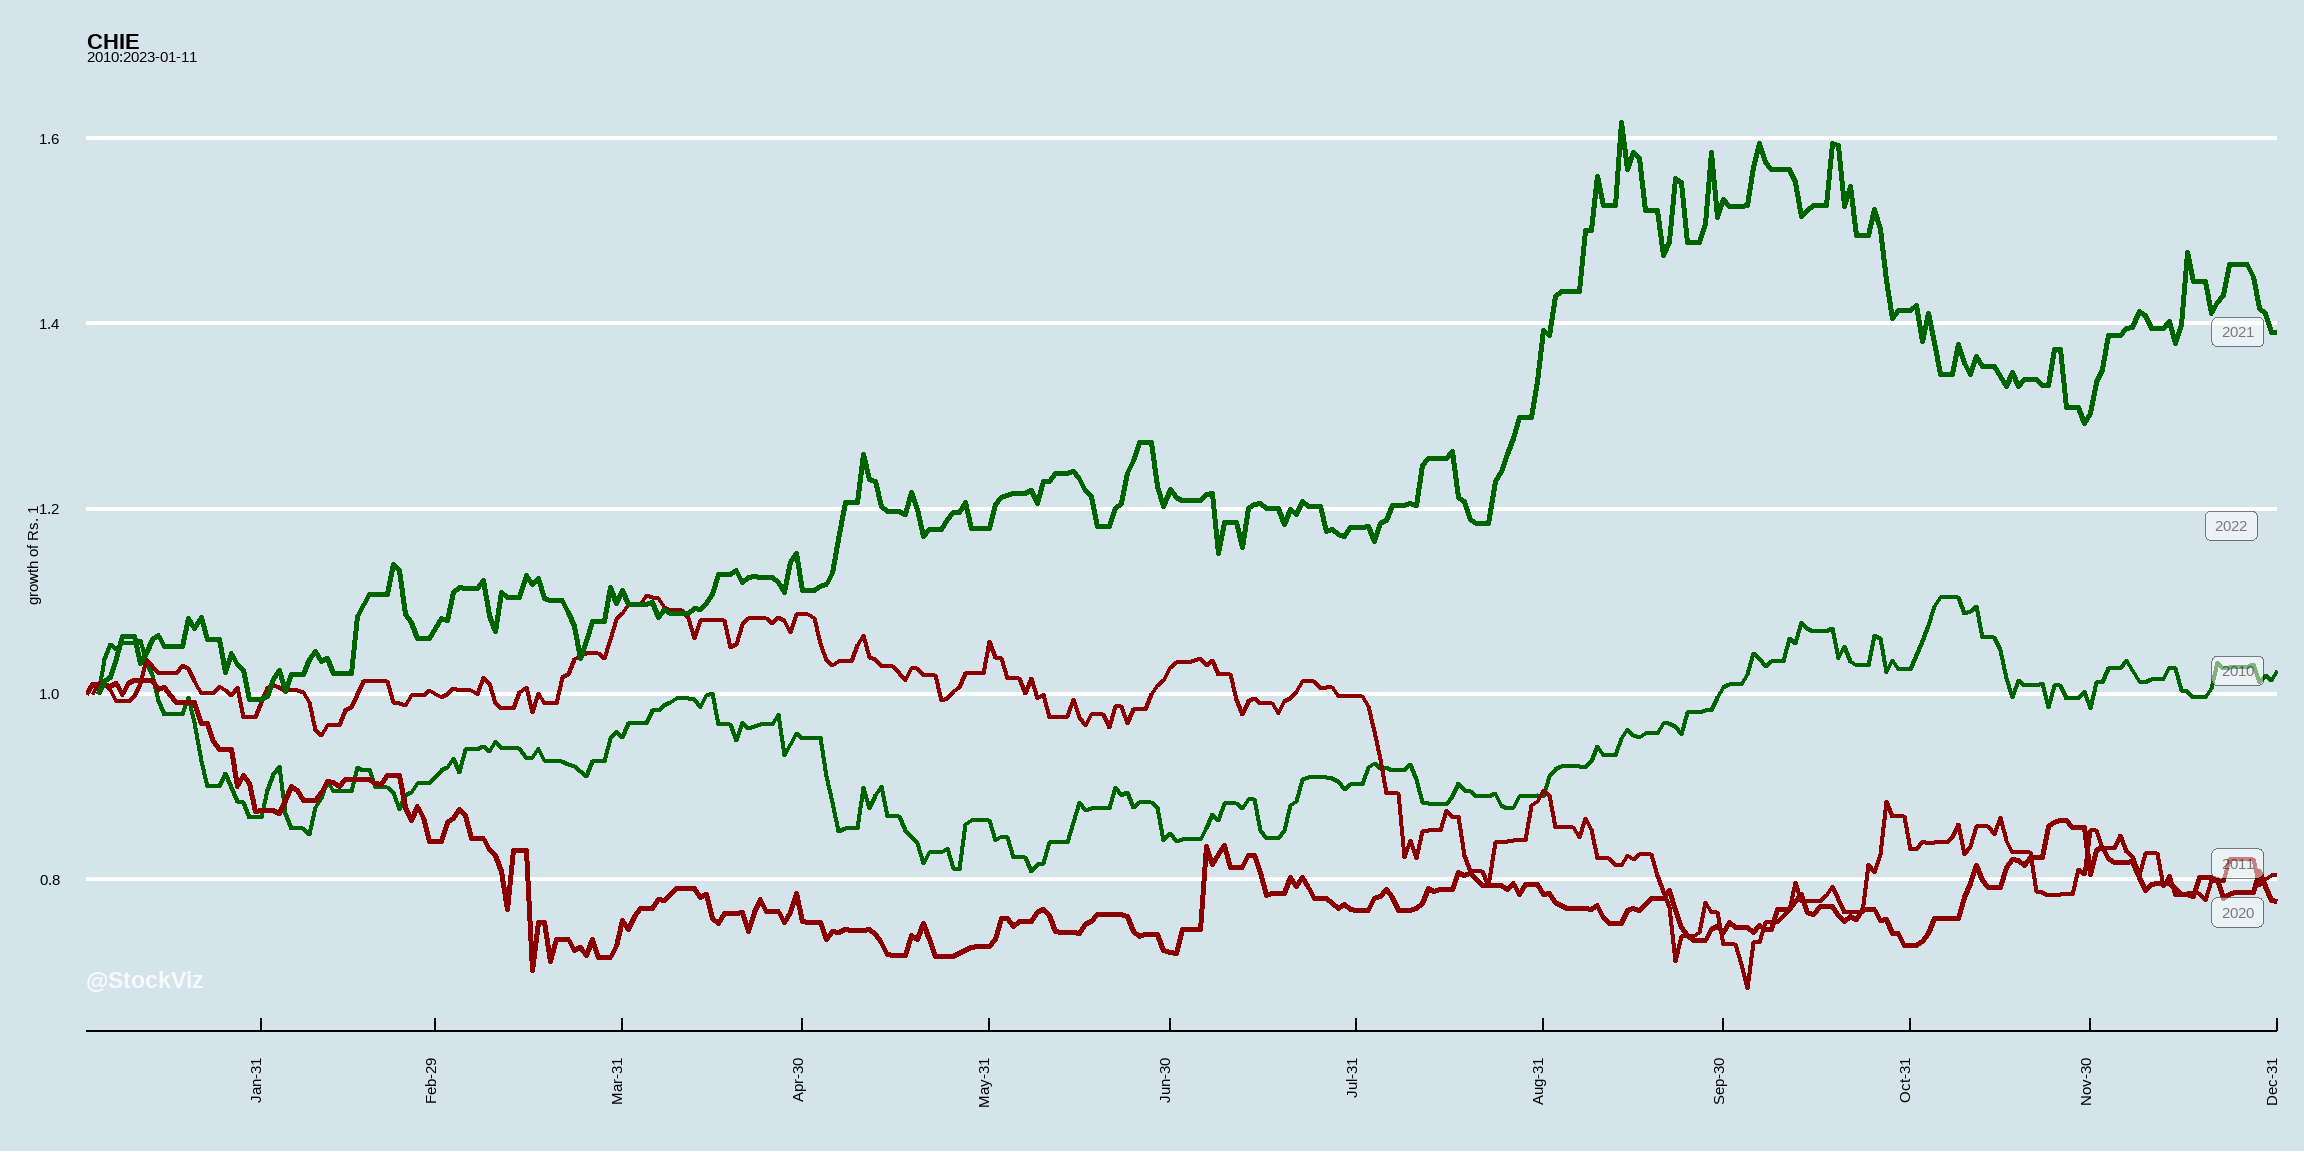 CHIE
2010:2023-01-11
1.6
1.4
1.2
1.0
0.8
growth of Rs. 1
2021
2022
2010
2011
2020
@StockViz
Jan-31
Feb-29
Mar-31
Apr-30
May-31
Jun-30
Jul-31
Aug-31
Sep-30
Oct-31
Nov-30
Dec-31